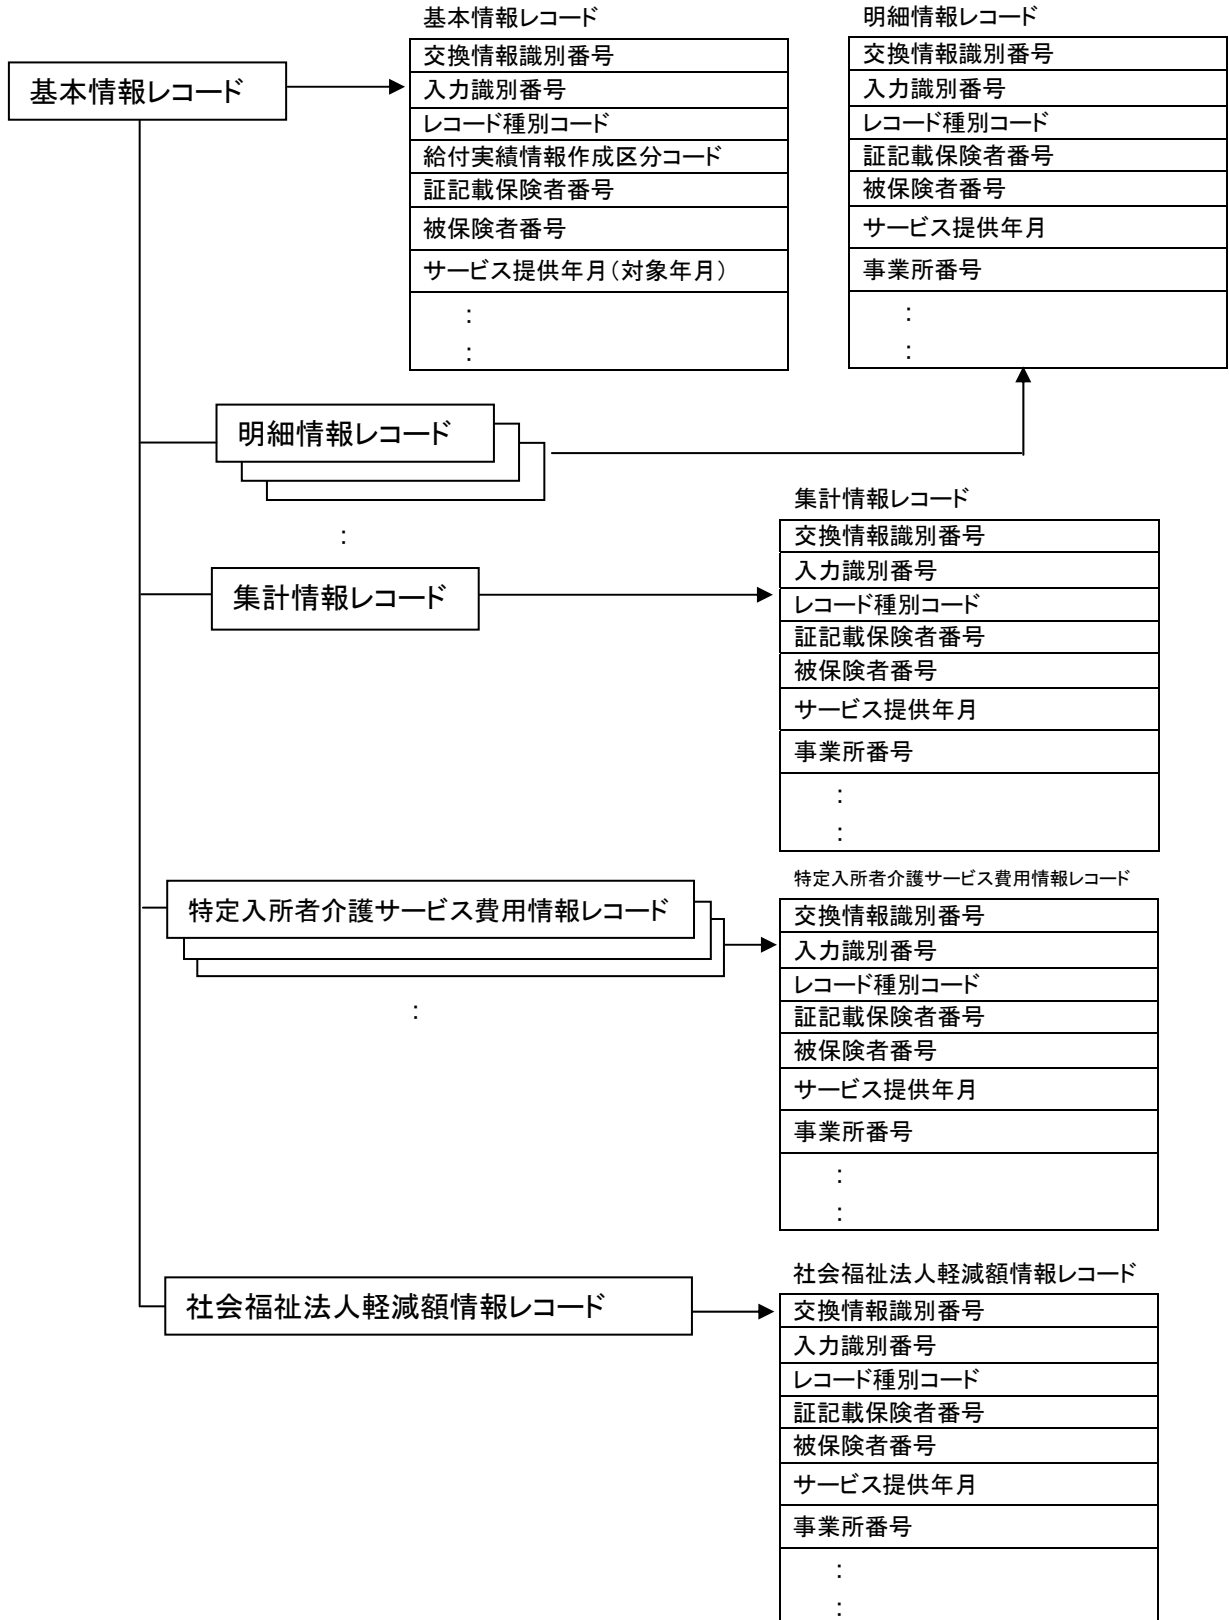 基本情報レコード
基本情報レコード
交換情報識別番号
入力識別番号
レコード種別コード
給付実績情報作成区分コード
証記載保険者番号
被保険者番号
サービス提供年月(対象年月)
:
:
明細情報レコード
交換情報識別番号
入力識別番号
レコード種別コード
証記載保険者番号
被保険者番号
サービス提供年月
事業所番号
:
:
明細情報レコード
:
集計情報レコード
集計情報レコード
交換情報識別番号
入力識別番号
レコード種別コード
証記載保険者番号
被保険者番号
サービス提供年月
事業所番号
:
:
特定入所者介護サービス費用情報レコード
:
特定入所者介護サービス費用情報レコード
交換情報識別番号
入力識別番号
レコード種別コード
証記載保険者番号
被保険者番号
サービス提供年月
事業所番号
:
:
社会福祉法人軽減額情報レコード
社会福祉法人軽減額情報レコード
交換情報識別番号
入力識別番号
レコード種別コード
証記載保険者番号
被保険者番号
サービス提供年月
事業所番号
:
: